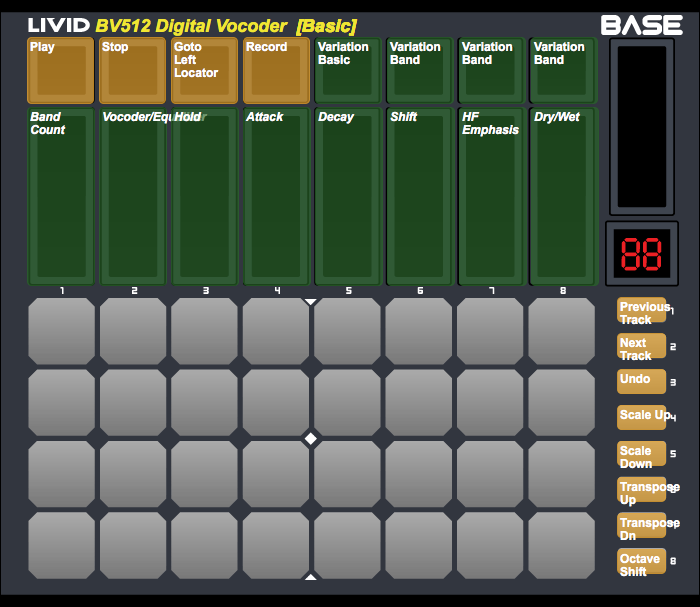 LIVID BV512 Digital Vocoder [Basic] BASE
Play Stop Goto Left Locator Record Variation Basic Variation Band Variation Band Variation Band
Band Count Vocoder/Equ Hold Attack Decay Shift HF Emphasis Dry/Wet
88
1 2 3 4 5 6 7 8
Previous Track 1
Next Track 2
Undo 3
Scale Up 4
Scale Down 5
Transpose Up 6
Transpose Dn 7
Octave Shift 8